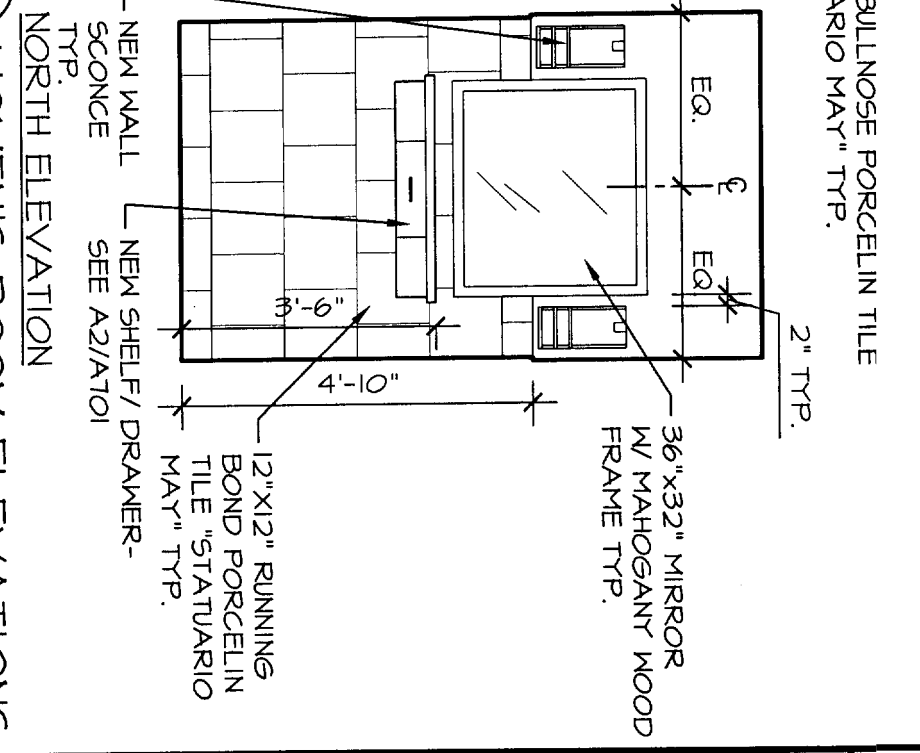 BULLNOSE PORCELIN TILE
ARIO MAY" TYP.
2" TYP.
EQ.
℄
EQ
36"x32" MIRROR
W/ MAHOGANY WOOD
FRAME TYP.
4'-10"
3'-6"
12"X12" RUNNING
BOND PORCELIN
TILE "STATUARIO
MAY" TYP.
NEW WALL
SCONCE
TYP.
NEW SHELF/ DRAWER-
SEE A2/A701
NORTH ELEVATION